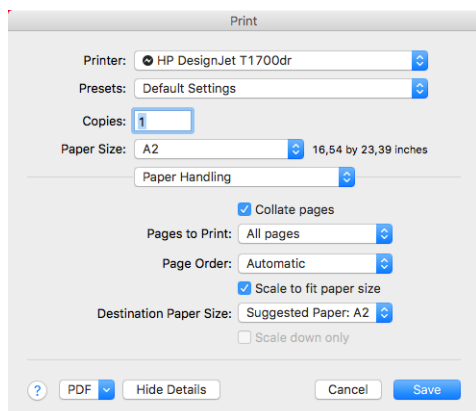 Print
Printer: HP DesignJet T1700dr
Presets: Default Settings
Copies: 1
Paper Size: A2 16,54 by 23,39 inches
Paper Handling
Collate pages
Pages to Print: All pages
Page Order: Automatic
Scale to fit paper size
Destination Paper Size: Suggested Paper: A2
Scale down only
? PDF Hide Details Cancel Save